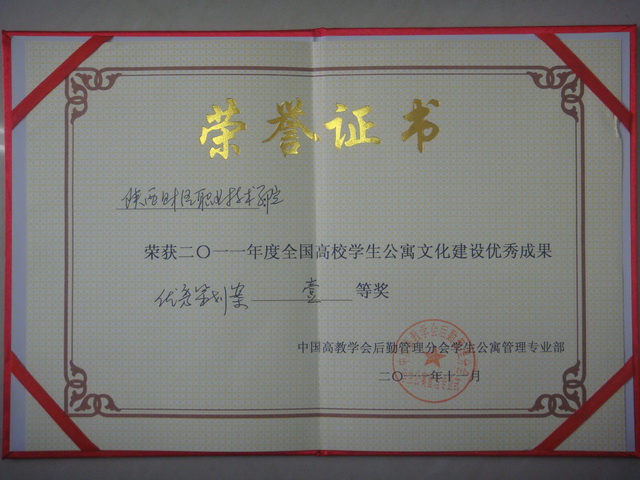 荣誉证书
陕西财经职业技术学院
荣获二〇一一年度全国高校学生公寓文化建设优秀成果
优秀策划案 壹 等奖
中国高教学会后勤管理分会学生公寓管理专业部
二〇一一年十二月